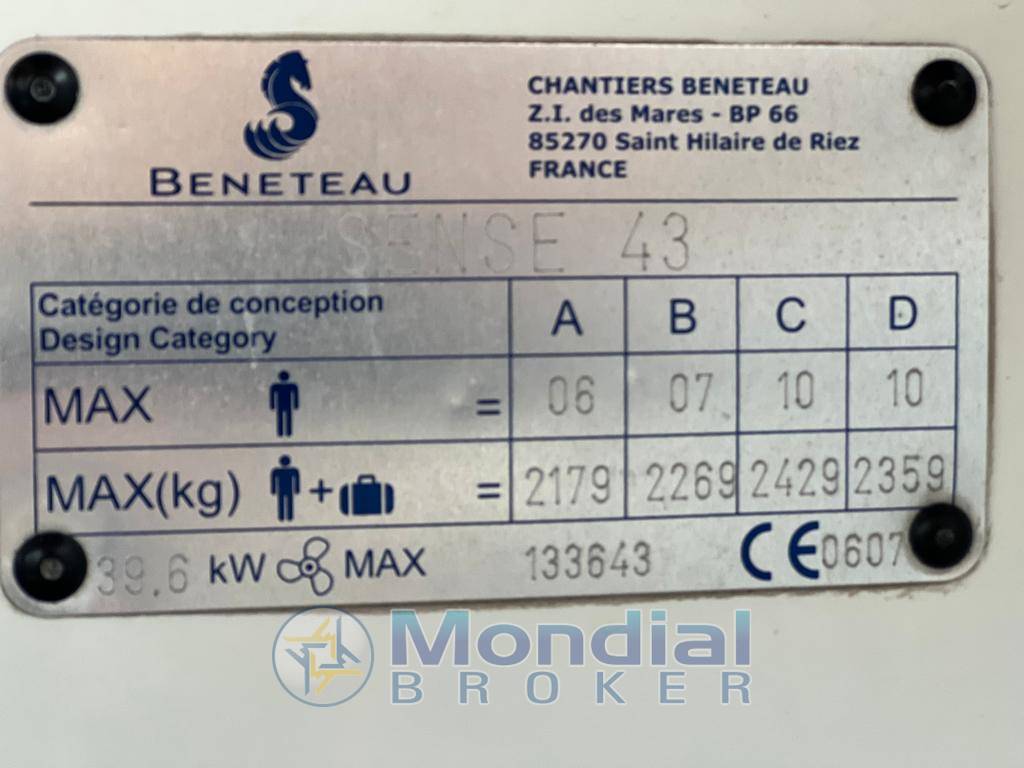 BENETEAU
CHANTIERS BENETEAU
Z.I. des Mares - BP 66
85270 Saint Hilaire de Riez
FRANCE
SENSE 43
Catégorie de conception
Design Category A B C D
MAX = 06 07 10 10
MAX(kg) + = 2179 2269 2429 2359
39.6 kW MAX 133643 CE0607
Mondial
BROKER